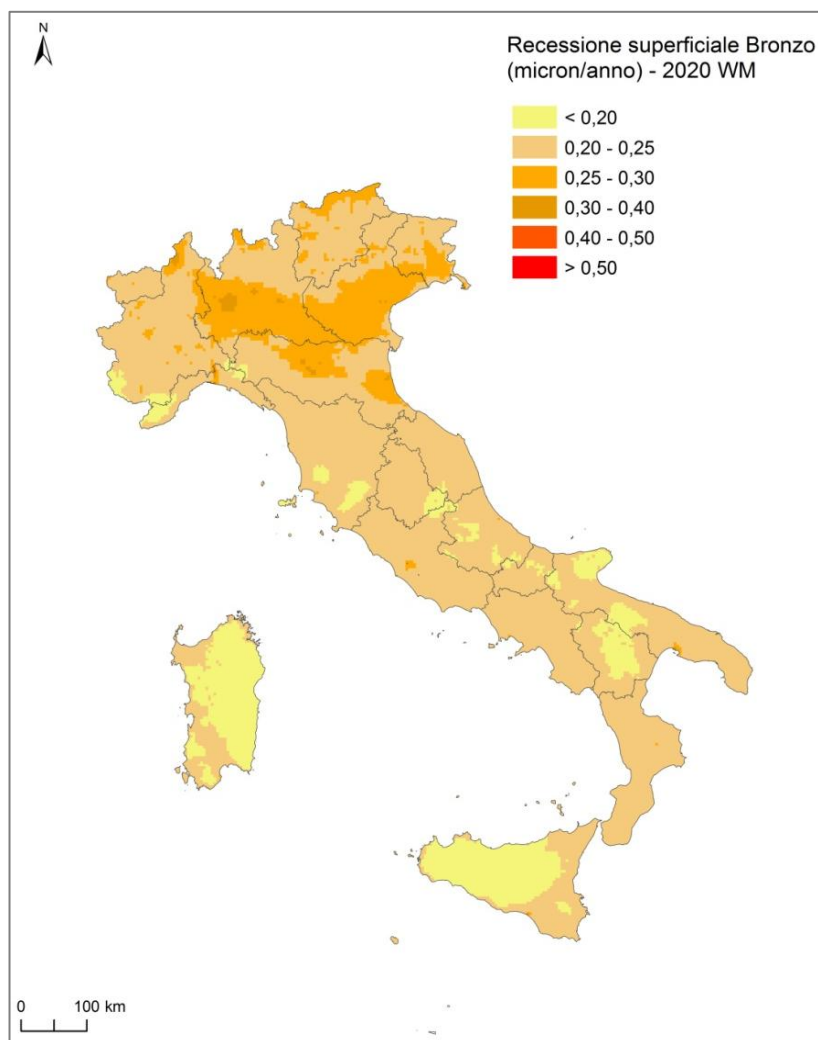 N
Recessione superficiale Bronzo
(micron/anno) - 2020 WM
< 0,20
0,20 - 0,25
0,25 - 0,30
0,30 - 0,40
0,40 - 0,50
> 0,50
0 100 km